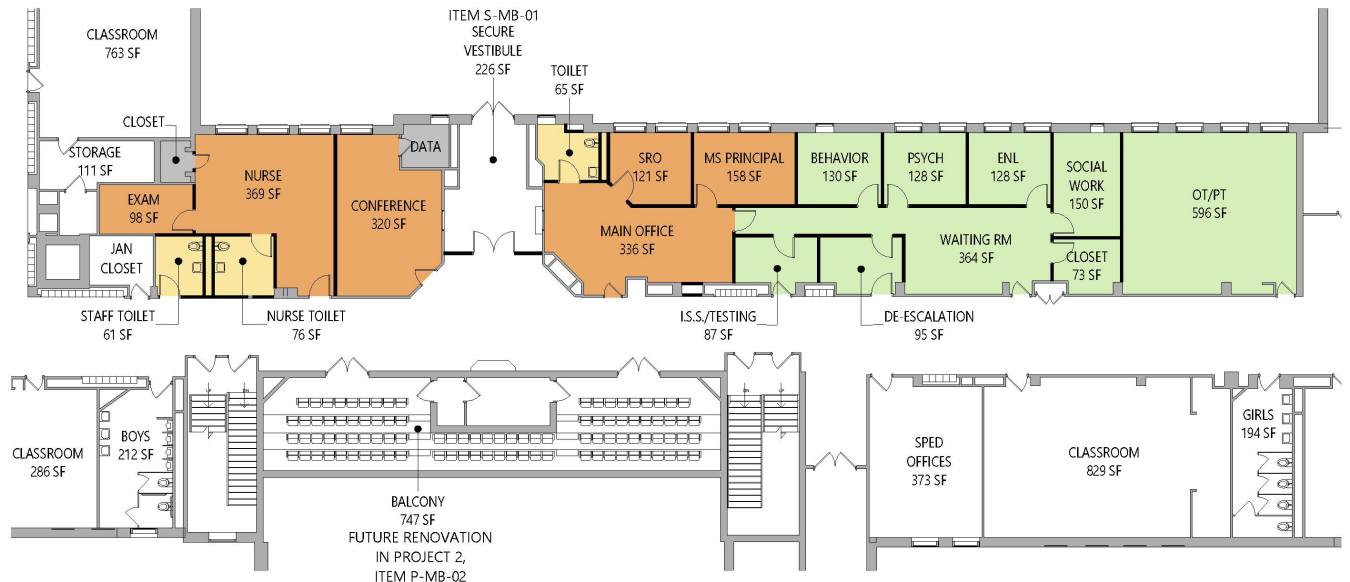 CLASSROOM
763 SF
ITEM S-MB-01
SECURE
VESTIBULE
226 SF
TOILET
65 SF
CLOSET
STORAGE
111 SF
EXAM
98 SF
NURSE
369 SF
CONFERENCE
320 SF
DATA
SRO
121 SF
MS PRINCIPAL
158 SF
BEHAVIOR
130 SF
PSYCH
128 SF
ENL
128 SF
SOCIAL
WORK
150 SF
OT/PT
596 SF
MAIN OFFICE
336 SF
WAITING RM
364 SF
CLOSET
73 SF
JAN
CLOSET
STAFF TOILET
61 SF
NURSE TOILET
76 SF
I.S.S./TESTING
87 SF
DE-ESCALATION
95 SF
CLASSROOM
286 SF
BOYS
212 SF
BALCONY
747 SF
FUTURE RENOVATION
IN PROJECT 2,
ITEM P-MB-02
SPED
OFFICES
373 SF
CLASSROOM
829 SF
GIRLS
194 SF